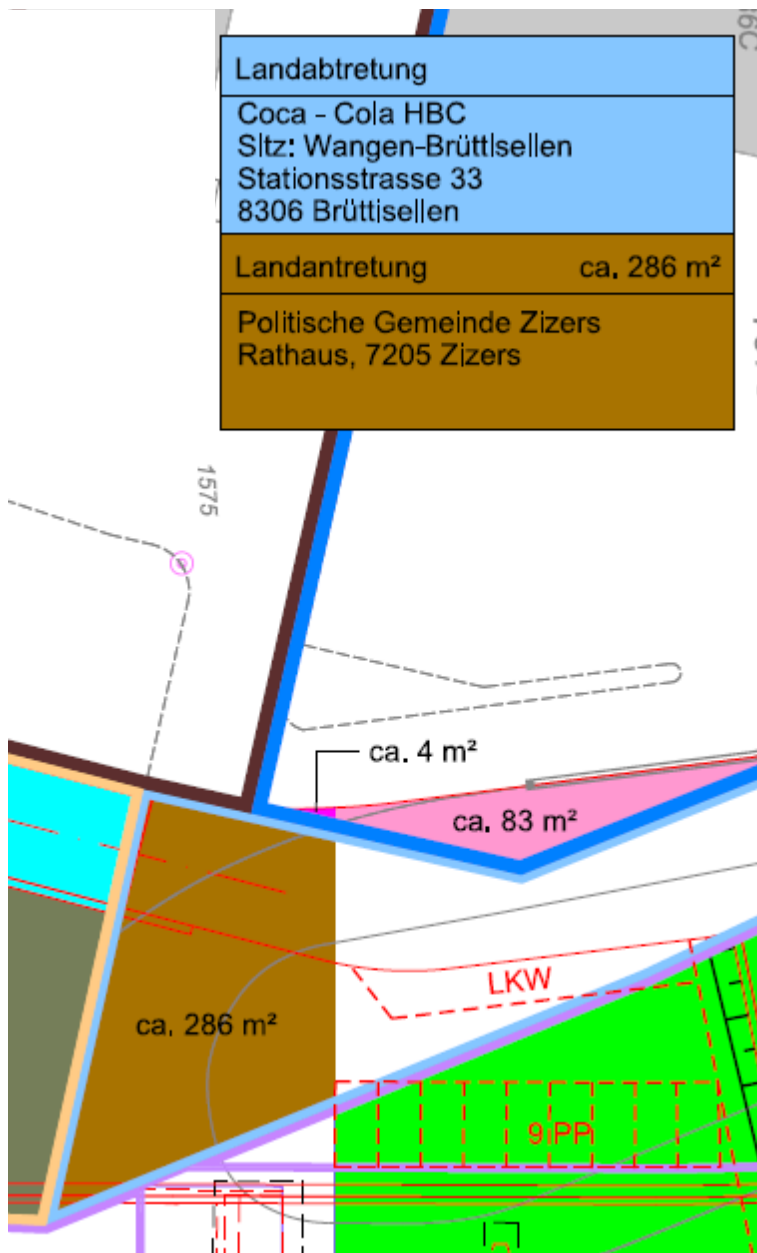 Landabtretung
Coca - Cola HBC
Sitz: Wangen-Brüttisellen
Stationsstrasse 33
8306 Brüttisellen
Landantretung ca. 286 m²
Politische Gemeinde Zizers
Rathaus, 7205 Zizers
1575
ca. 4 m²
ca. 83 m²
LKW
ca. 286 m²
9 PP